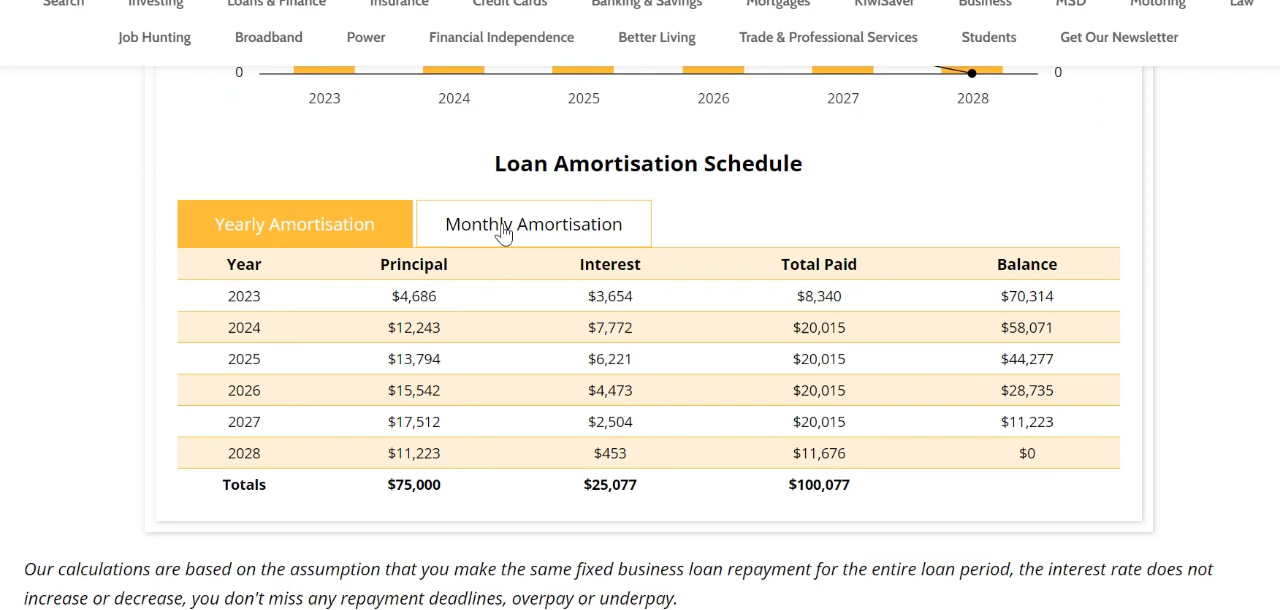 Search Investing Loans & Finance Insurance Credit Cards Banking & Savings Mortgages KiwiSaver Business MSD Motoring Law
Job Hunting Broadband Power Financial Independence Better Living Trade & Professional Services Students Get Our Newsletter
0 0
2023 2024 2025 2026 2027 2028
Loan Amortisation Schedule
Yearly Amortisation Monthly Amortisation
Year Principal Interest Total Paid Balance
2023 $4,686 $3,654 $8,340 $70,314
2024 $12,243 $7,772 $20,015 $58,071
2025 $13,794 $6,221 $20,015 $44,277
2026 $15,542 $4,473 $20,015 $28,735
2027 $17,512 $2,504 $20,015 $11,223
2028 $11,223 $453 $11,676 $0
Totals $75,000 $25,077 $100,077
Our calculations are based on the assumption that you make the same fixed business loan repayment for the entire loan period, the interest rate does not
increase or decrease, you don't miss any repayment deadlines, overpay or underpay.